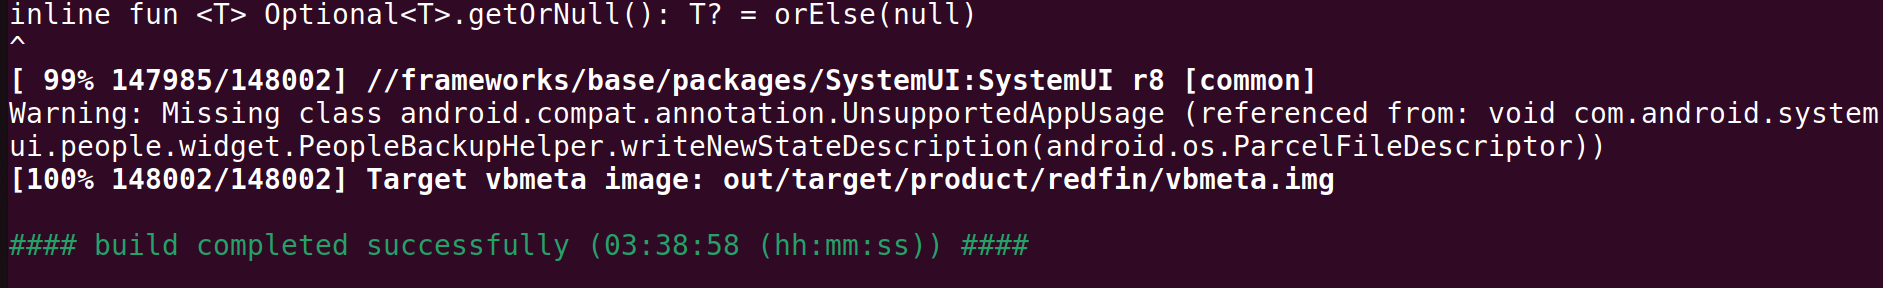 inline fun <T> Optional<T>.getOrNull(): T? = orElse(null)
^
[ 99% 147985/148002] //frameworks/base/packages/SystemUI:SystemUI r8 [common]
Warning: Missing class android.compat.annotation.UnsupportedAppUsage (referenced from: void com.android.system
ui.people.widget.PeopleBackupHelper.writeNewStateDescription(android.os.ParcelFileDescriptor))
[100% 148002/148002] Target vbmeta image: out/target/product/redfin/vbmeta.img
#### build completed successfully (03:38:58 (hh:mm:ss)) ####